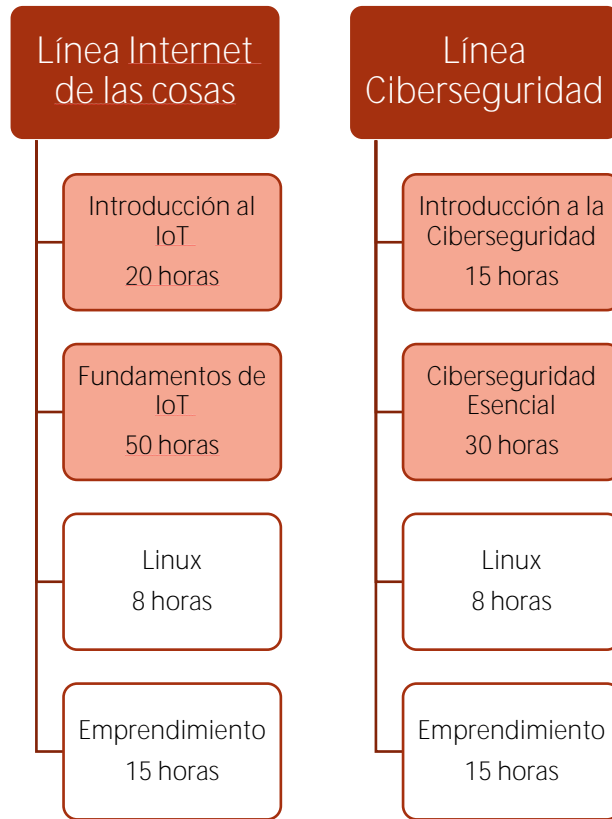 Línea Internet
de las cosas
Introducción al
IoT
20 horas
Fundamentos de
IoT
50 horas
Linux
8 horas
Emprendimiento
15 horas
Línea
Ciberseguridad
Introducción a la
Ciberseguridad
15 horas
Ciberseguridad
Esencial
30 horas
Linux
8 horas
Emprendimiento
15 horas